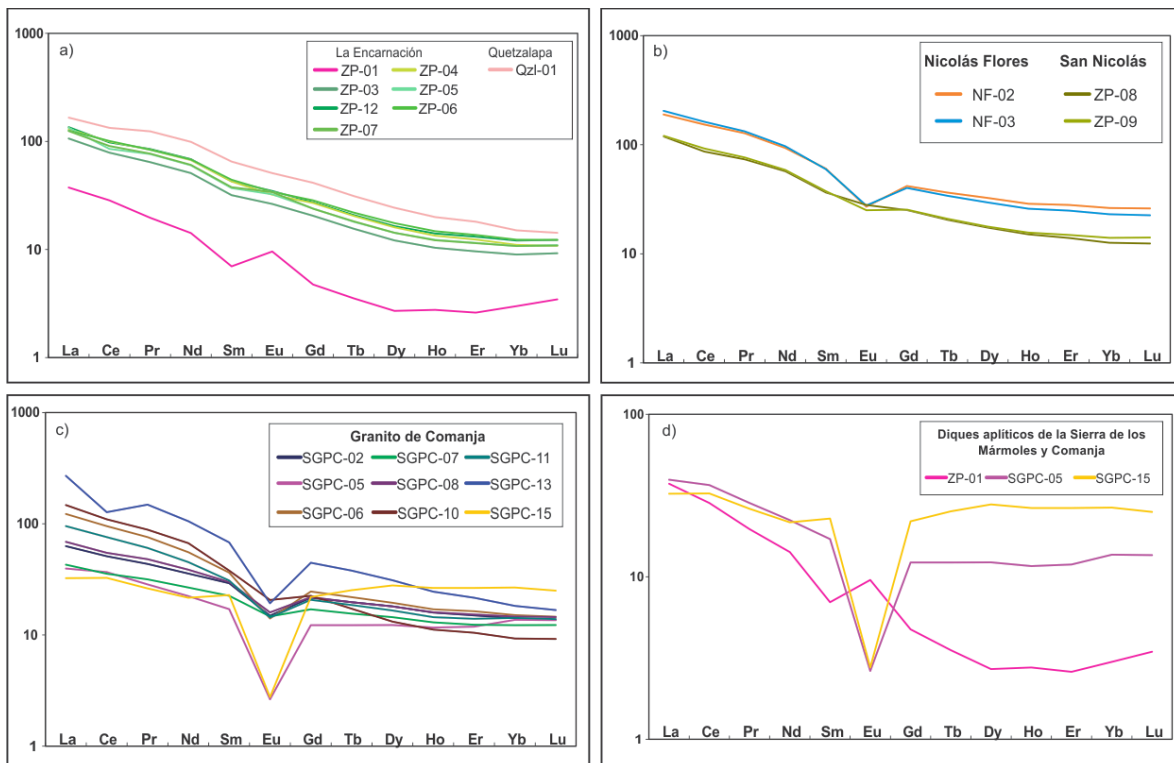 a)
La Encarnación Quetzalapa
ZP-01 ZP-04 Qzl-01
ZP-03 ZP-05
ZP-12 ZP-06
ZP-07
1000
100
10
1
La Ce Pr Nd Sm Eu Gd Tb Dy Ho Er Yb Lu
b)
Nicolás Flores San Nicolás
NF-02 ZP-08
NF-03 ZP-09
1000
100
10
1
La Ce Pr Nd Sm Eu Gd Tb Dy Ho Er Yb Lu
c)
Granito de Comanja
SGPC-02 SGPC-07 SGPC-11
SGPC-05 SGPC-08 SGPC-13
SGPC-06 SGPC-10 SGPC-15
1000
100
10
1
La Ce Pr Nd Sm Eu Gd Tb Dy Ho Er Yb Lu
d)
Diques aplíticos de la Sierra de los
Mármoles y Comanja
ZP-01 SGPC-05 SGPC-15
100
10
1
La Ce Pr Nd Sm Eu Gd Tb Dy Ho Er Yb Lu